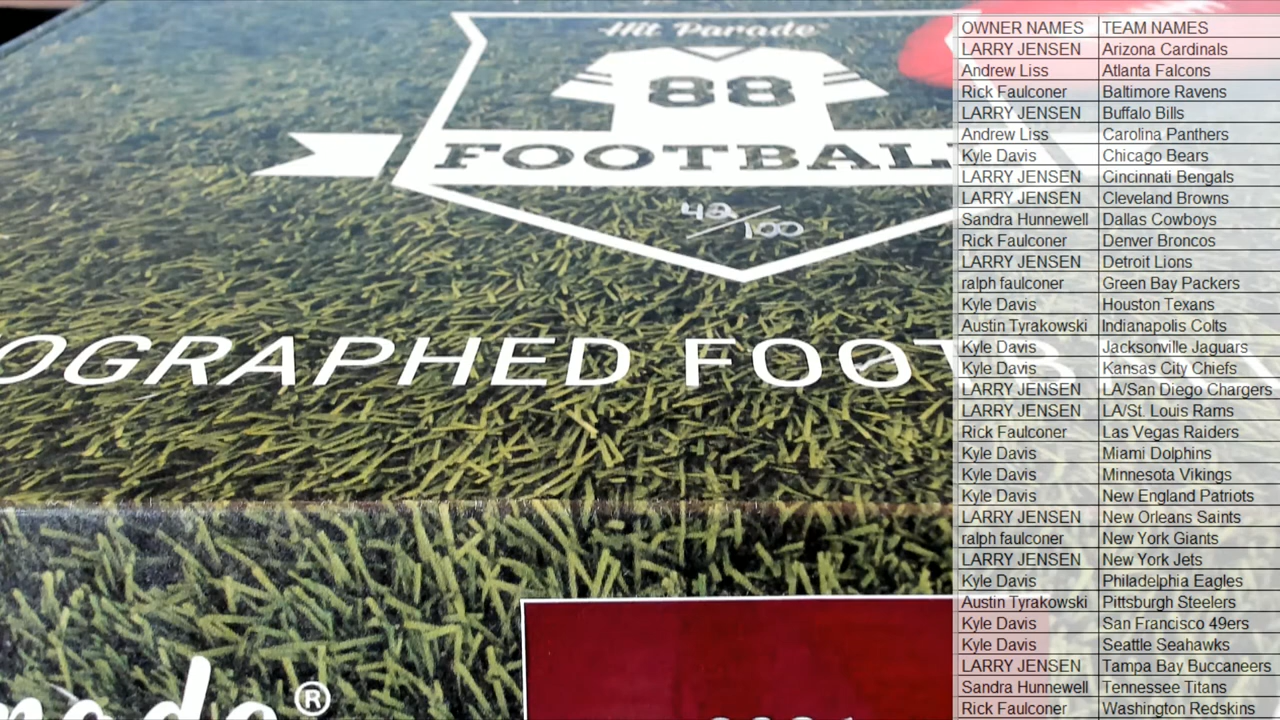 Hit Parade™
88
FOOTBAL
42/100
OGRAPHED FOOTB
®
OWNER NAMES TEAM NAMES
LARRY JENSEN Arizona Cardinals
Andrew Liss Atlanta Falcons
Rick Faulconer Baltimore Ravens
LARRY JENSEN Buffalo Bills
Andrew Liss Carolina Panthers
Kyle Davis Chicago Bears
LARRY JENSEN Cincinnati Bengals
LARRY JENSEN Cleveland Browns
Sandra Hunnewell Dallas Cowboys
Rick Faulconer Denver Broncos
LARRY JENSEN Detroit Lions
ralph faulconer Green Bay Packers
Kyle Davis Houston Texans
Austin Tyrakowski Indianapolis Colts
Kyle Davis Jacksonville Jaguars
Kyle Davis Kansas City Chiefs
LARRY JENSEN LA/San Diego Chargers
LARRY JENSEN LA/St. Louis Rams
Rick Faulconer Las Vegas Raiders
Kyle Davis Miami Dolphins
Kyle Davis Minnesota Vikings
Kyle Davis New England Patriots
LARRY JENSEN New Orleans Saints
ralph faulconer New York Giants
LARRY JENSEN New York Jets
Kyle Davis Philadelphia Eagles
Austin Tyrakowski Pittsburgh Steelers
Kyle Davis San Francisco 49ers
Kyle Davis Seattle Seahawks
LARRY JENSEN Tampa Bay Buccaneers
Sandra Hunnewell Tennessee Titans
Rick Faulconer Washington Redskins